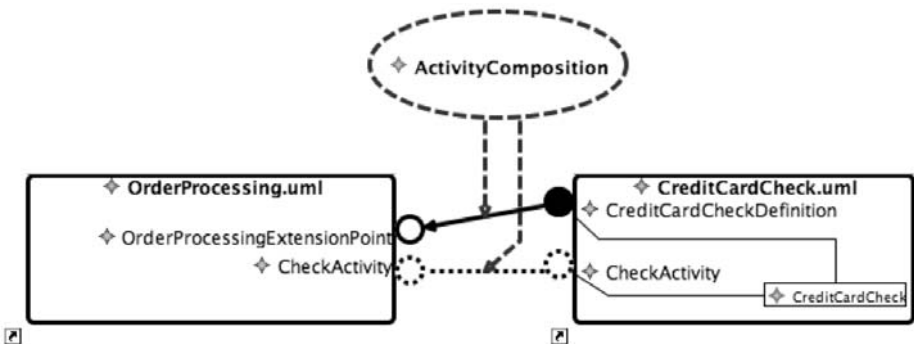 ActivityComposition
OrderProcessing.uml
OrderProcessingExtensionPoint
CheckActivity
CreditCardCheck.uml
CreditCardCheckDefinition
CheckActivity
CreditCardCheck